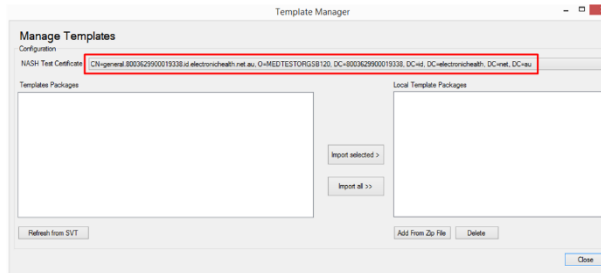 Template Manager
Manage Templates
Configuration
NASH Test Certificate CN=general.8003629900019338.id.electronichealth.net.au, O=MEDTESTORGSB120, DC=8003629900019338, DC=id, DC=electronichealth, DC=net, DC=au
Templates Packages
Local Template Packages
Import selected >
Import all >>
Refresh from SVT
Add From Zip File
Delete
Close